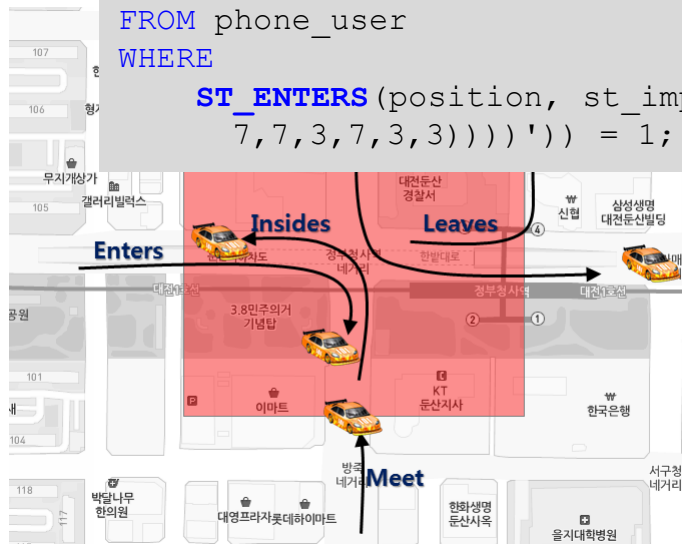 FROM phone_user
WHERE
ST_ENTERS(position, st_imp
7,7,3,7,3,3))))')) = 1;
107
106
무지개상가
105
갤러리빌럭스
대전둔산
경찰서
신협
삼성생명
대전둔산빌딩
4
Enters
Insides
Leaves
정부청사역
네거리
한밭대로
대전1호선
정부청사역
대전1호선
공원
3.8민주의거
기념탑
2
1
101
P
이마트
KT
둔산지사
한국은행
104
방죽
네거리
Meet
서구청
네거리
118
박달나무
한의원
117
대영프라자
롯데하이마트
한화생명
둔산사옥
을지대학병원